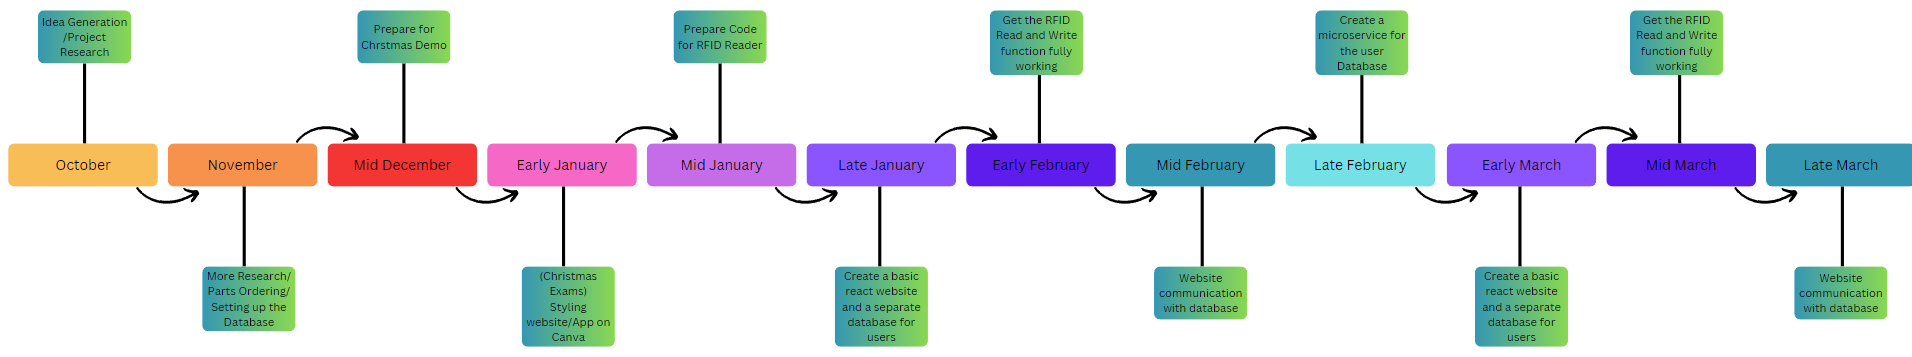 Idea Generation
/Project
Research
Prepare for
Chrstmas Demo
Prepare Code
for RFID Reader
Get the RFID
Read and Write
function fully
working
Create a
microservice for
the user
Database
Get the RFID
Read and Write
function fully
working
October
November
Mid December
Early January
Mid January
Late January
Early February
Mid February
Late February
Early March
Mid March
Late March
More Research/
Parts Ordering/
Setting up the
Database
(Christmas
Exams)
Styling
website/App on
Canva
Create a basic
react website
and a separate
database for
users
Website
communication
with database
Create a basic
react website
and a separate
database for
users
Website
communication
with database